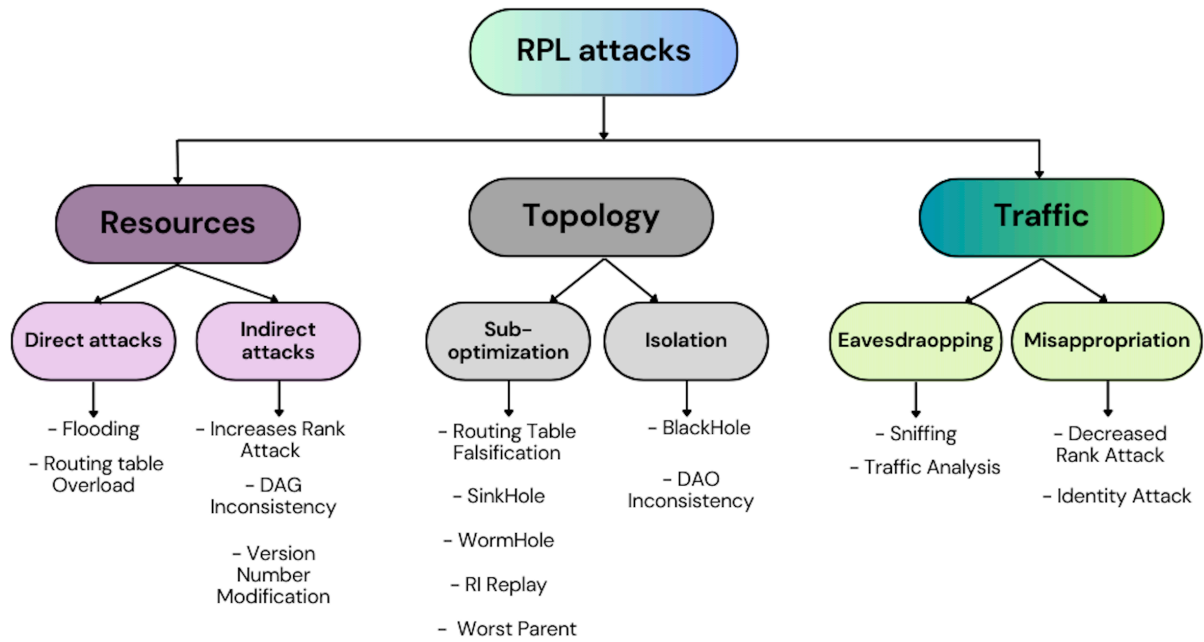 RPL attacks
Resources
Topology
Traffic
Direct attacks
Indirect
attacks
Sub-
optimization
Isolation
Eavesdraopping
Misappropriation
- Flooding
- Routing table
Overload
- Increases Rank
Attack
- DAG
Inconsistency
- Version
Number
Modification
- Routing Table
Falsification
- SinkHole
- WormHole
- RI Replay
- Worst Parent
- BlackHole
- DAO
Inconsistency
- Sniffing
- Traffic Analysis
- Decreased
Rank Attack
- Identity Attack